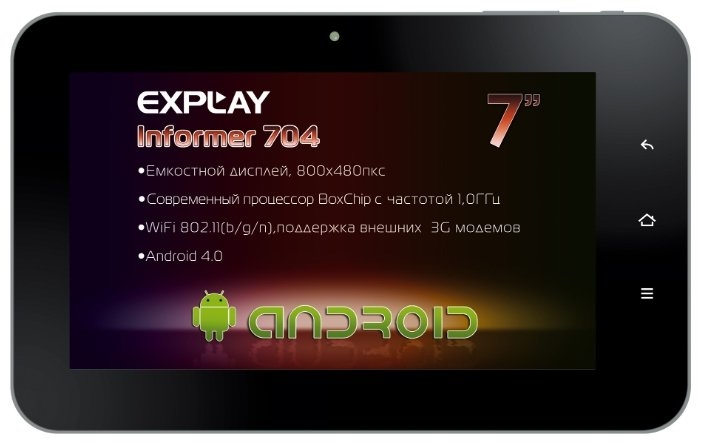 EXPLAY
7”
Informer 704
•Емкостной дисплей, 800x480пкс
•Современный процессор BoxChip с частотой 1,0ГГц
•WiFi 802.11(b/g/n),поддержка внешних 3G модемов
•Android 4.0
ANDROID